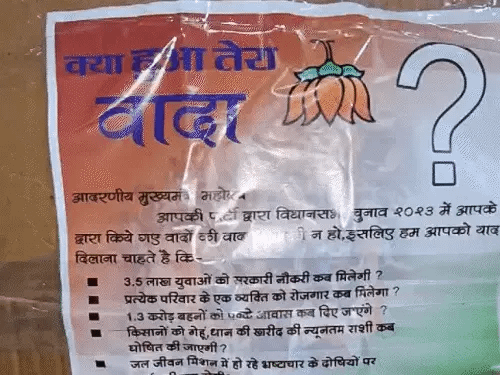 क्या हुआ तेरा
वादा
?
आदरणीय मुख्यमंत्री
आपकी पार्टी द्वारा विधानसभा चुनाव २०२३ में आपके
द्वारा किये गए वादों की न हो,इसलिए हम आपको याद
दिलाना चाहते है कि-
3.5 लाख युवाओं को सरकारी नौकरी कब मिलेगी ?
प्रत्येक परिवार के एक व्यक्ति को रोजगार कब मिलेगा ?
1.3 करोड़ बहनों को पक्के आवास कब दिए जाएंगे ?
किसानों को गेहूं,धान की खरीद की न्यूनतम राशी कब
घोषित की जाएगी ?
जल जीवन मिशन में हो रहे भ्रष्टाचार के दोषियों पर